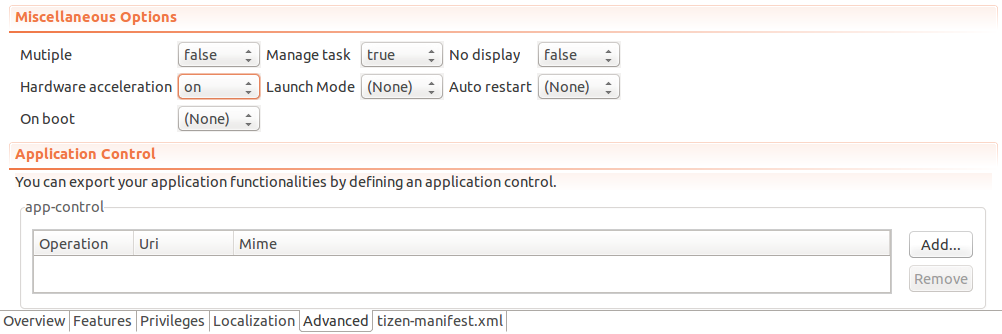 Miscellaneous Options
Mutiple false Manage task true No display false
Hardware acceleration on Launch Mode (None) Auto restart (None)
On boot (None)
Application Control
You can export your application functionalities by defining an application control.
app-control
Operation Uri Mime
Add...
Remove
Overview Features Privileges Localization Advanced tizen-manifest.xml